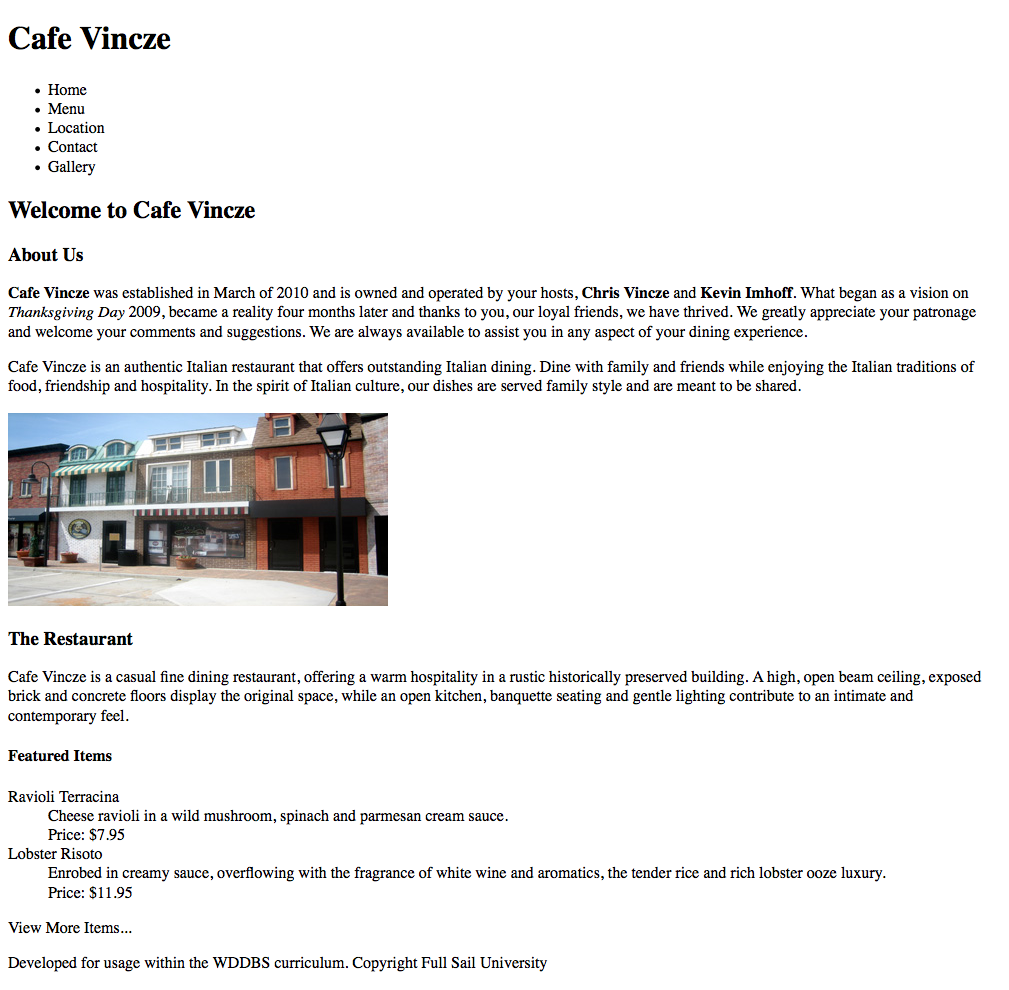 Cafe Vincze
Home
Menu
Location
Contact
Gallery
Welcome to Cafe Vincze
About Us
Cafe Vincze was established in March of 2010 and is owned and operated by your hosts, Chris Vincze and Kevin Imhoff. What began as a vision on
Thanksgiving Day 2009, became a reality four months later and thanks to you, our loyal friends, we have thrived. We greatly appreciate your patronage
and welcome your comments and suggestions. We are always available to assist you in any aspect of your dining experience.
Cafe Vincze is an authentic Italian restaurant that offers outstanding Italian dining. Dine with family and friends while enjoying the Italian traditions of
food, friendship and hospitality. In the spirit of Italian culture, our dishes are served family style and are meant to be shared.
The Restaurant
Cafe Vincze is a casual fine dining restaurant, offering a warm hospitality in a rustic historically preserved building. A high, open beam ceiling, exposed
brick and concrete floors display the original space, while an open kitchen, banquette seating and gentle lighting contribute to an intimate and
contemporary feel.
Featured Items
Ravioli Terracina
Cheese ravioli in a wild mushroom, spinach and parmesan cream sauce.
Price: $7.95
Lobster Risoto
Enrobed in creamy sauce, overflowing with the fragrance of white wine and aromatics, the tender rice and rich lobster ooze luxury.
Price: $11.95
View More Items...
Developed for usage within the WDDBS curriculum. Copyright Full Sail University